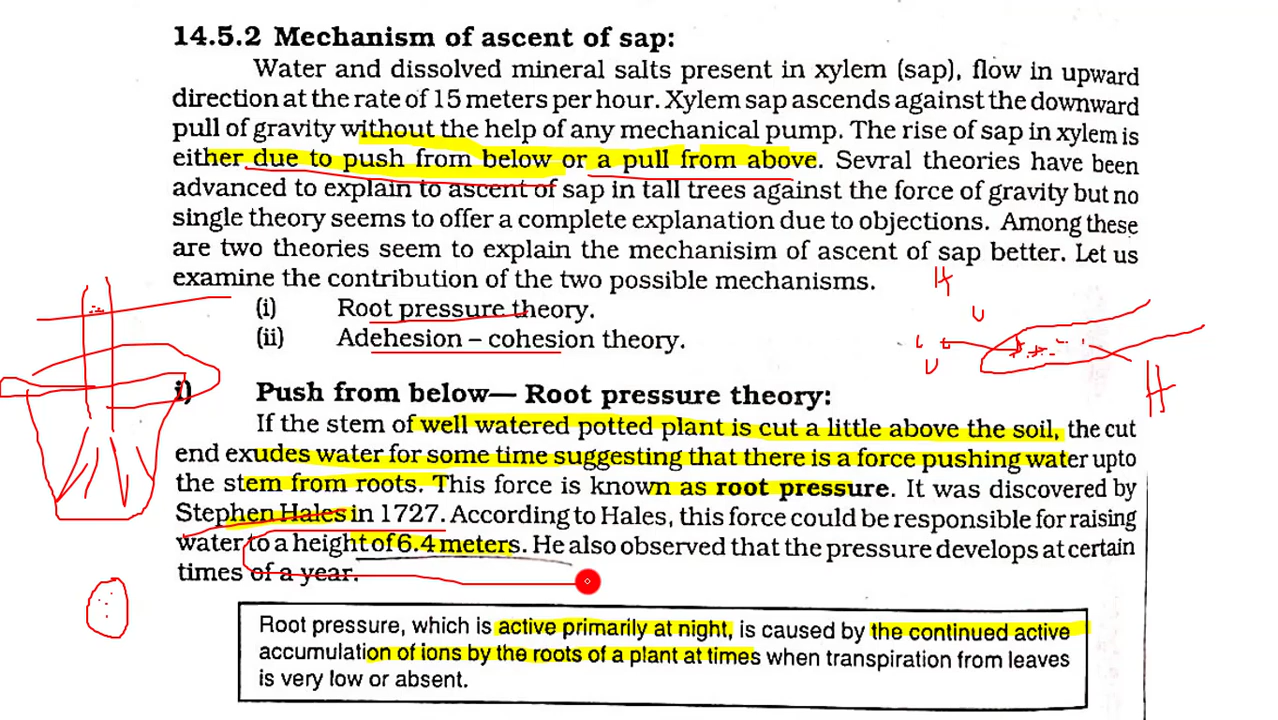 14.5.2 Mechanism of ascent of sap:
Water and dissolved mineral salts present in xylem (sap), flow in upward
direction at the rate of 15 meters per hour. Xylem sap ascends against the downward
pull of gravity without the help of any mechanical pump. The rise of sap in xylem is
either due to push from below or a pull from above. Sevral theories have been
advanced to explain to ascent of sap in tall trees against the force of gravity but no
single theory seems to offer a complete explanation due to objections. Among these
are two theories seem to explain the mechanisim of ascent of sap better. Let us
examine the contribution of the two possible mechanisms.
H
(i) Root pressure theory.
(ii) Adehesion – cohesion theory.
H
i) Push from below— Root pressure theory:
If the stem of well watered potted plant is cut a little above the soil, the cut
end exudes water for some time suggesting that there is a force pushing water upto
the stem from roots. This force is known as root pressure. It was discovered by
Stephen Hales in 1727. According to Hales, this force could be responsible for raising
water to a height of 6.4 meters. He also observed that the pressure develops at certain
times of a year.
Root pressure, which is active primarily at night, is caused by the continued active
accumulation of ions by the roots of a plant at times when transpiration from leaves
is very low or absent.